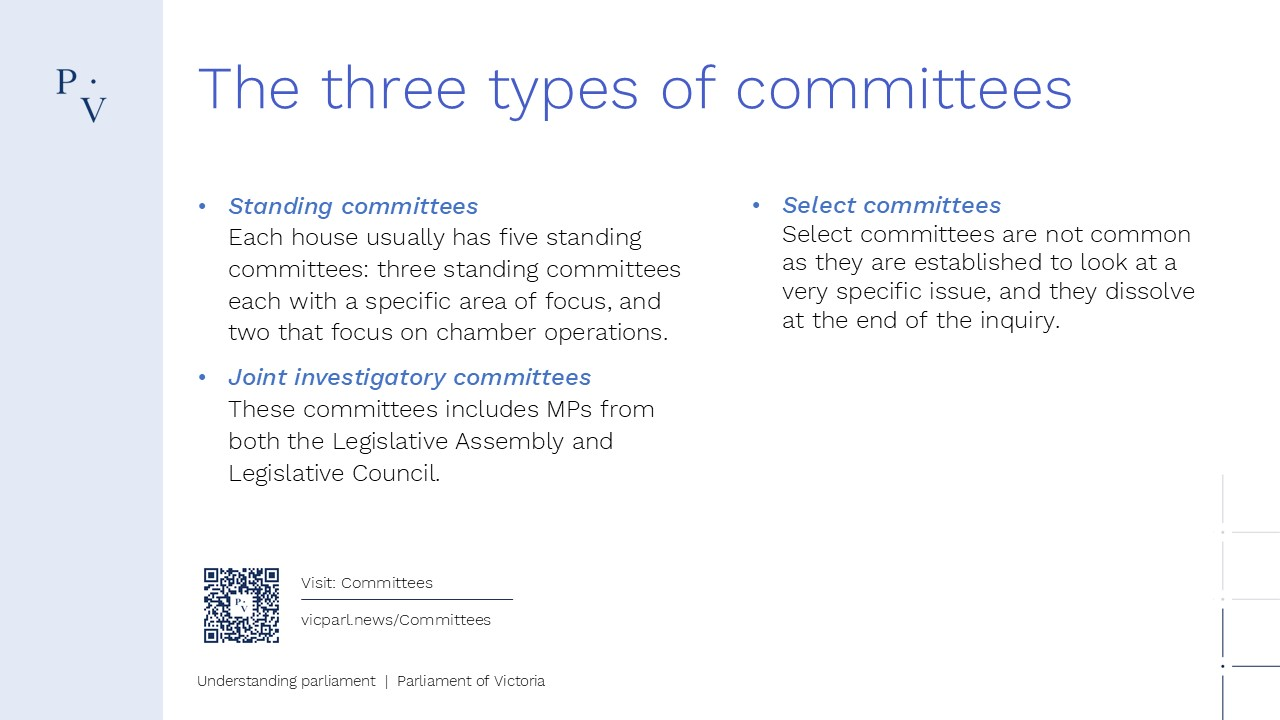 P .
V
The three types of committees
• Standing committees
Each house usually has five standing
committees: three standing committees
each with a specific area of focus, and
two that focus on chamber operations.
• Joint investigatory committees
These committees includes MPs from
both the Legislative Assembly and
Legislative Council.
• Select committees
Select committees are not common
as they are established to look at a
very specific issue, and they dissolve
at the end of the inquiry.
P.
V
Visit: Committees
vicparl.news/Committees
Understanding parliament | Parliament of Victoria